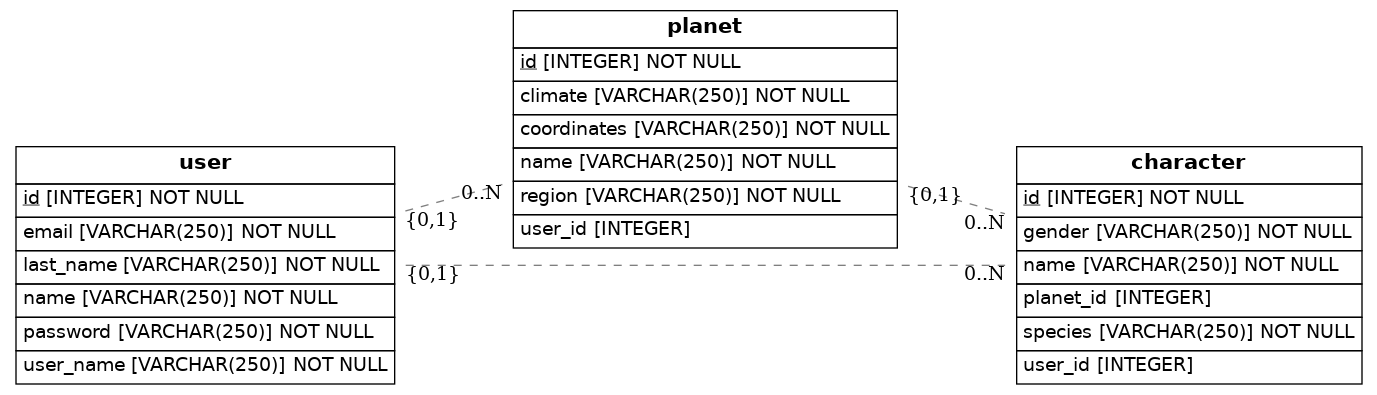 planet
id [INTEGER] NOT NULL
climate [VARCHAR(250)] NOT NULL
coordinates [VARCHAR(250)] NOT NULL
name [VARCHAR(250)] NOT NULL
region [VARCHAR(250)] NOT NULL
user_id [INTEGER]
user
id [INTEGER] NOT NULL
email [VARCHAR(250)] NOT NULL
last_name [VARCHAR(250)] NOT NULL
name [VARCHAR(250)] NOT NULL
password [VARCHAR(250)] NOT NULL
user_name [VARCHAR(250)] NOT NULL
0..N
{0,1}
{0,1}
0..N
{0,1}
0..N
character
id [INTEGER] NOT NULL
gender [VARCHAR(250)] NOT NULL
name [VARCHAR(250)] NOT NULL
planet_id [INTEGER]
species [VARCHAR(250)] NOT NULL
user_id [INTEGER]